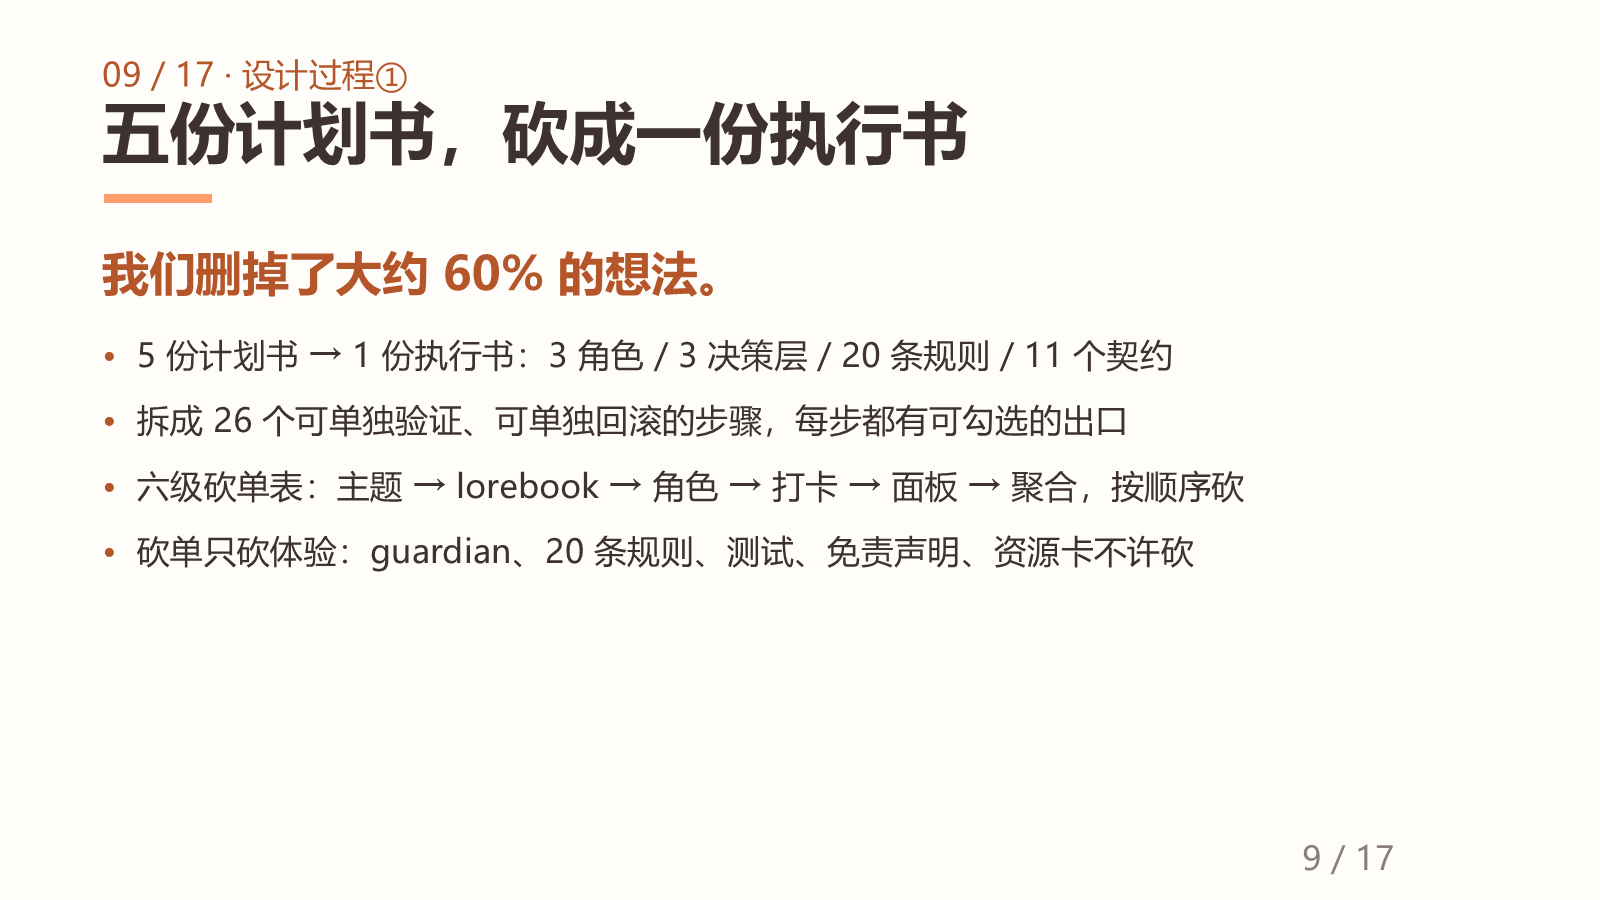 09 / 17 · 设计过程①
五份计划书，砍成一份执行书
我们删掉了大约 60% 的想法。
• 5 份计划书 → 1 份执行书：3 角色 / 3 决策层 / 20 条规则 / 11 个契约
• 拆成 26 个可单独验证、可单独回滚的步骤，每步都有可勾选的出口
• 六级砍单表：主题 → lorebook → 角色 → 打卡 → 面板 → 聚合，按顺序砍
• 砍单只砍体验：guardian、20 条规则、测试、免责声明、资源卡不许砍
9 / 17